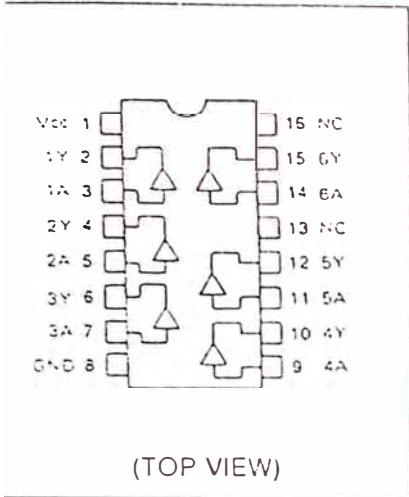 Vcc 1 16 NC
1Y 2 15 6Y
1A 3 14 6A
2Y 4 13 NC
2A 5 12 5Y
3Y 6 11 5A
3A 7 10 4Y
GND 8 9 4A
(TOP VIEW)